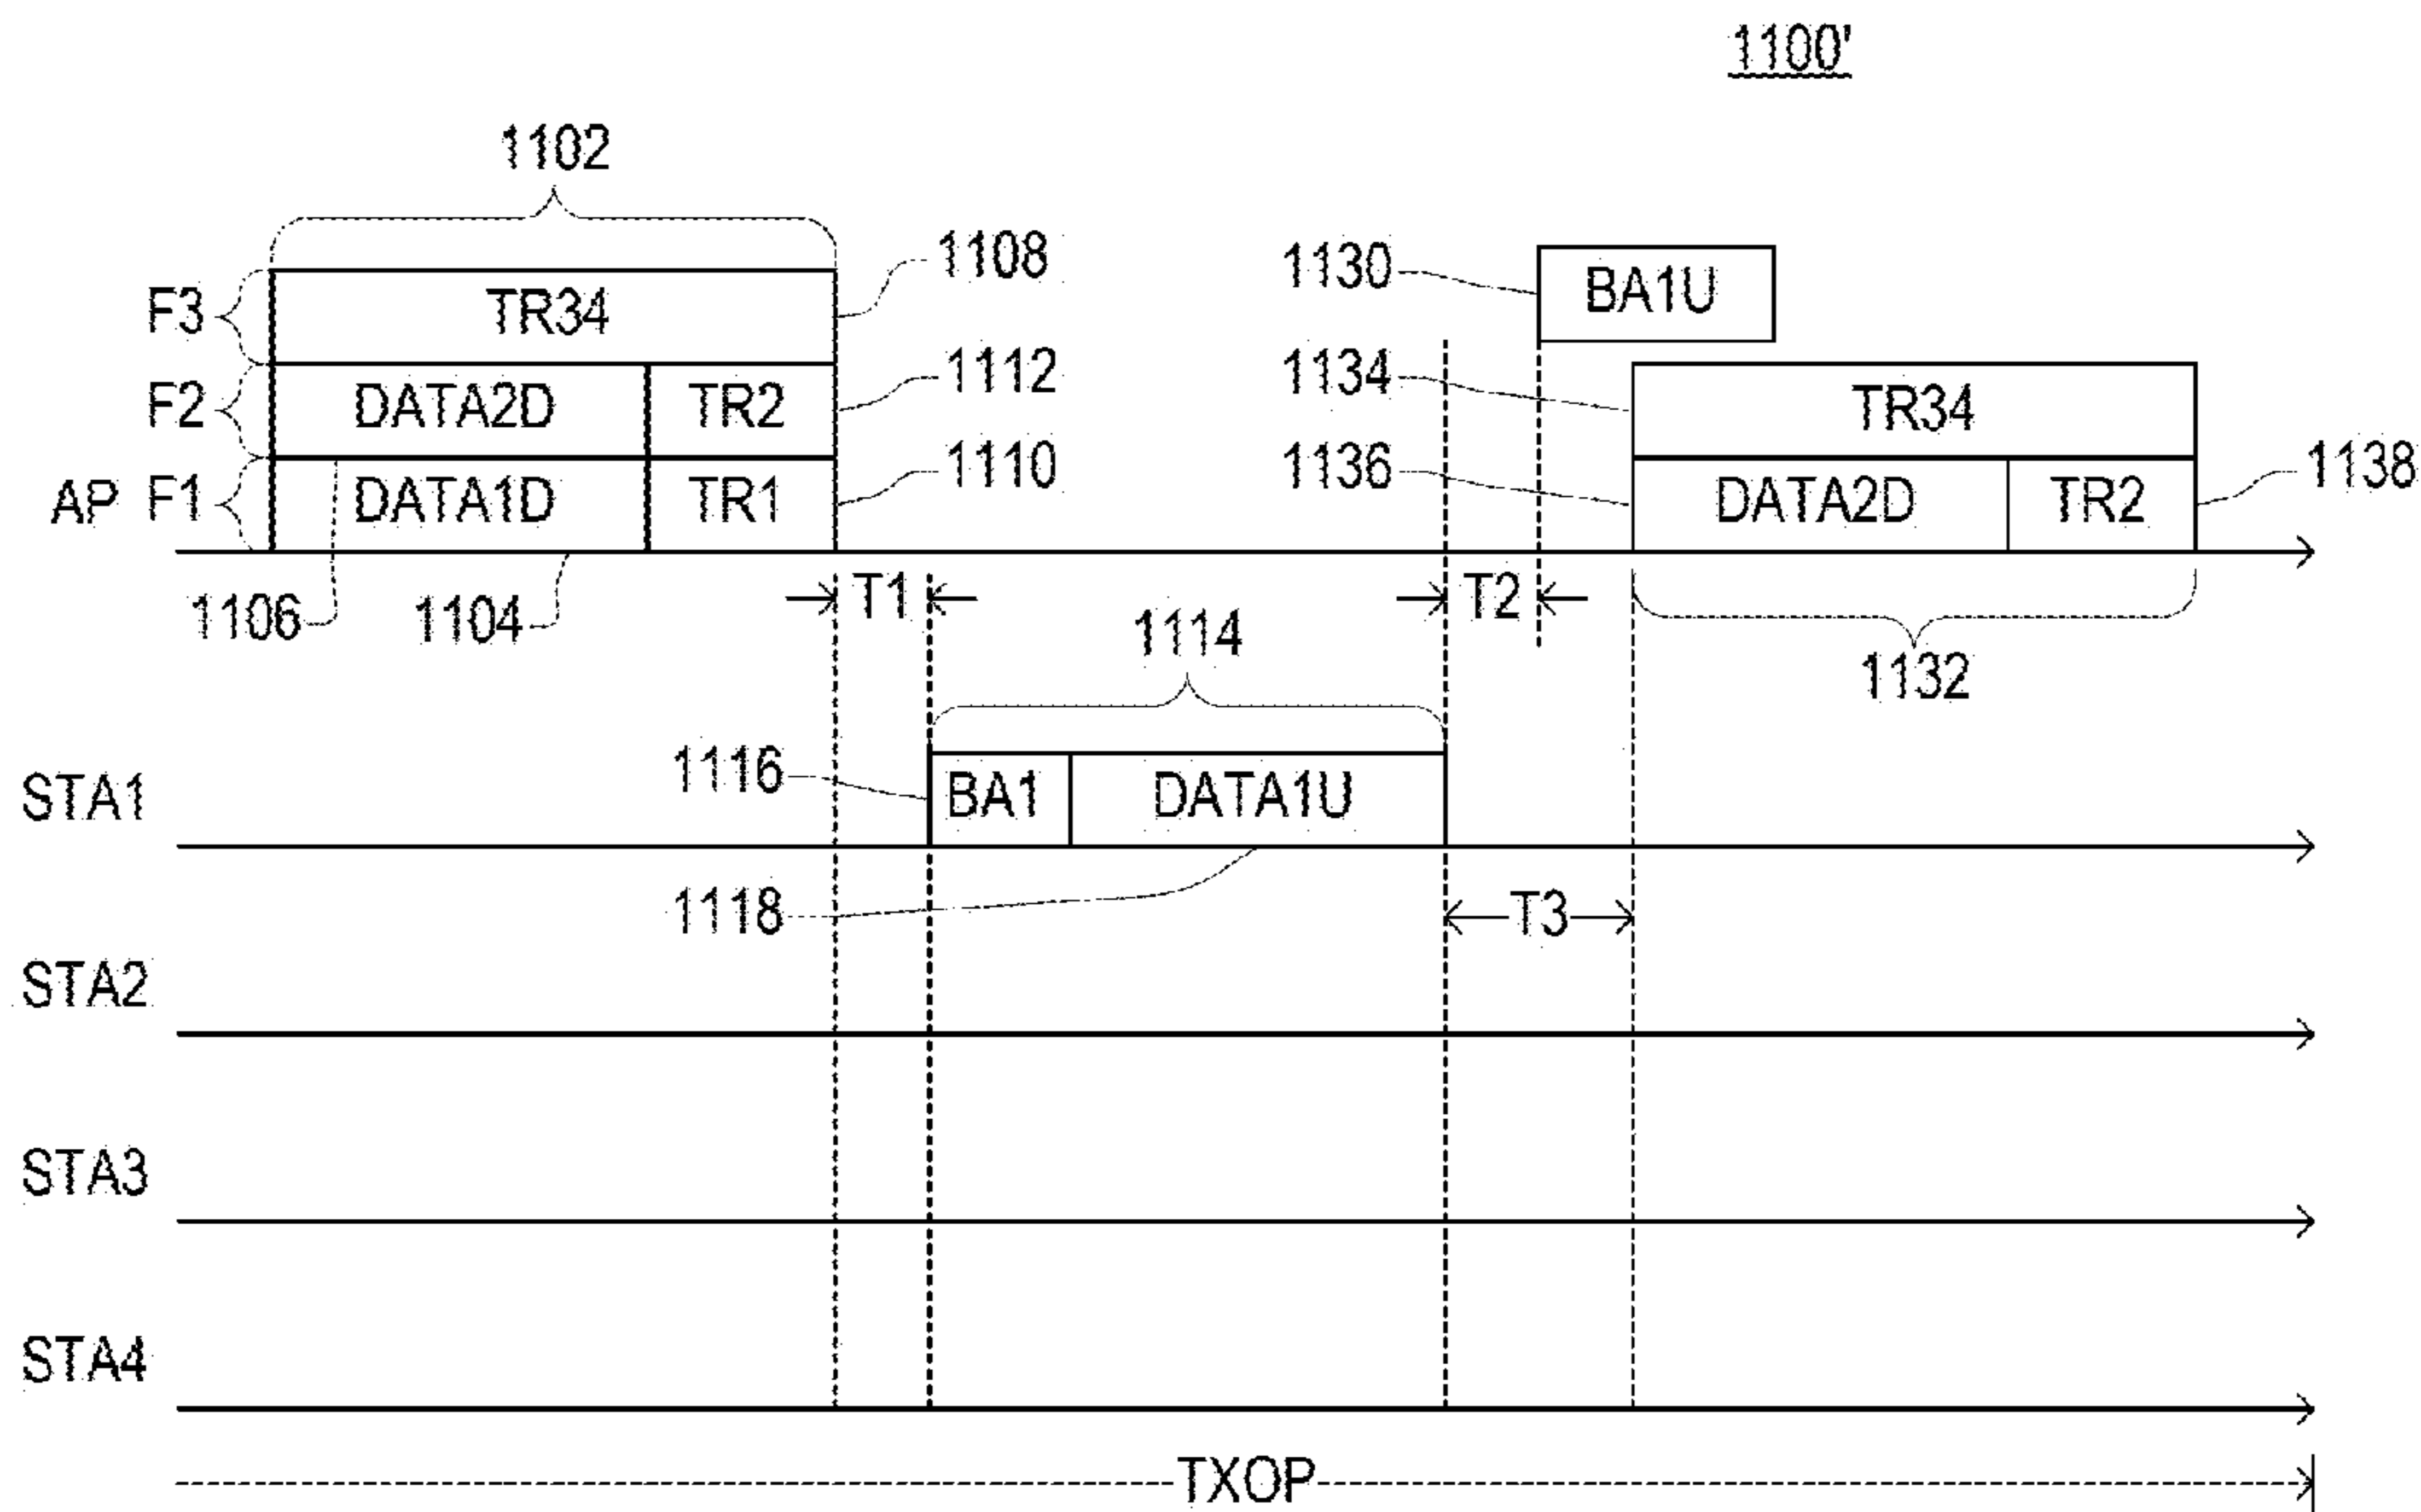 1100'
1102
F3 TR34 1108 1130 BA1U
F2 DATA2D TR2 1112 1134 TR34
AP F1 DATA1D TR1 1110 1136 DATA2D TR2 1138
1106 1104 T1 T2
1114 1132
STA1 1116 BA1 DATA1U
1118 T3
STA2
STA3
STA4
TXOP